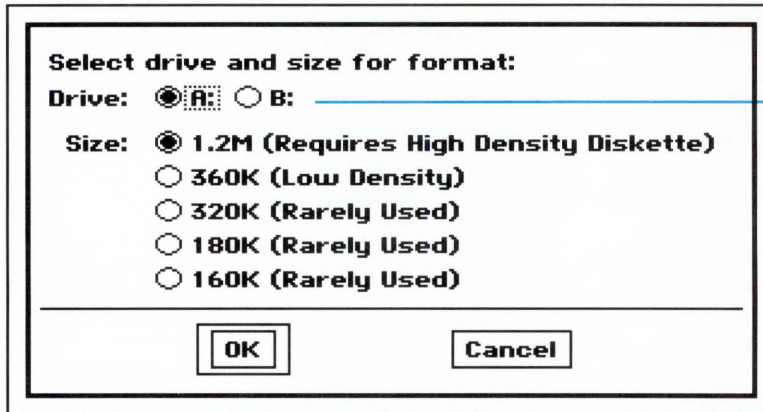 Select drive and size for format:
Drive: A: B:
Size: 1.2M (Requires High Density Diskette)
360K (Low Density)
320K (Rarely Used)
180K (Rarely Used)
160K (Rarely Used)
OK Cancel